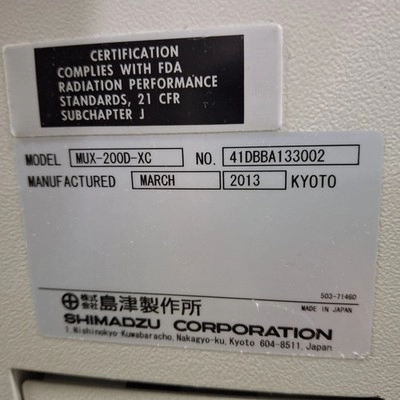 CERTIFICATION
COMPLIES WITH FDA
RADIATION PERFORMANCE
STANDARDS, 21 CFR
SUBCHAPTER J
MODEL MUX-200D-XC NO. 41DBBA133002
MANUFACTURED MARCH 2013 KYOTO
503-71460
MADE IN JAPAN
株式会社 島津製作所
SHIMADZU CORPORATION
1, Nishinokyo-Kuwabaracho, Nakagyo-ku, Kyoto 604-8511, Japan